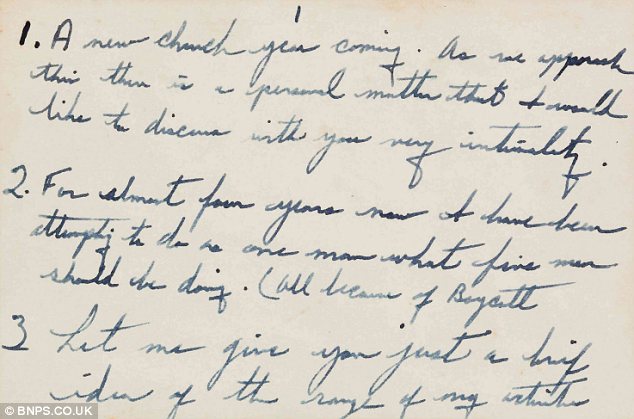 1
1. A new church year coming. As we approach
this there is a personal matter that I would
like to discuss with you very intimately.
2. For almost four years now I have been
attempting to do as one man what five men
should be doing. (All because of Boycott
3 Let me give you just a brief
idea of the range of my activities
© BNPS.CO.UK